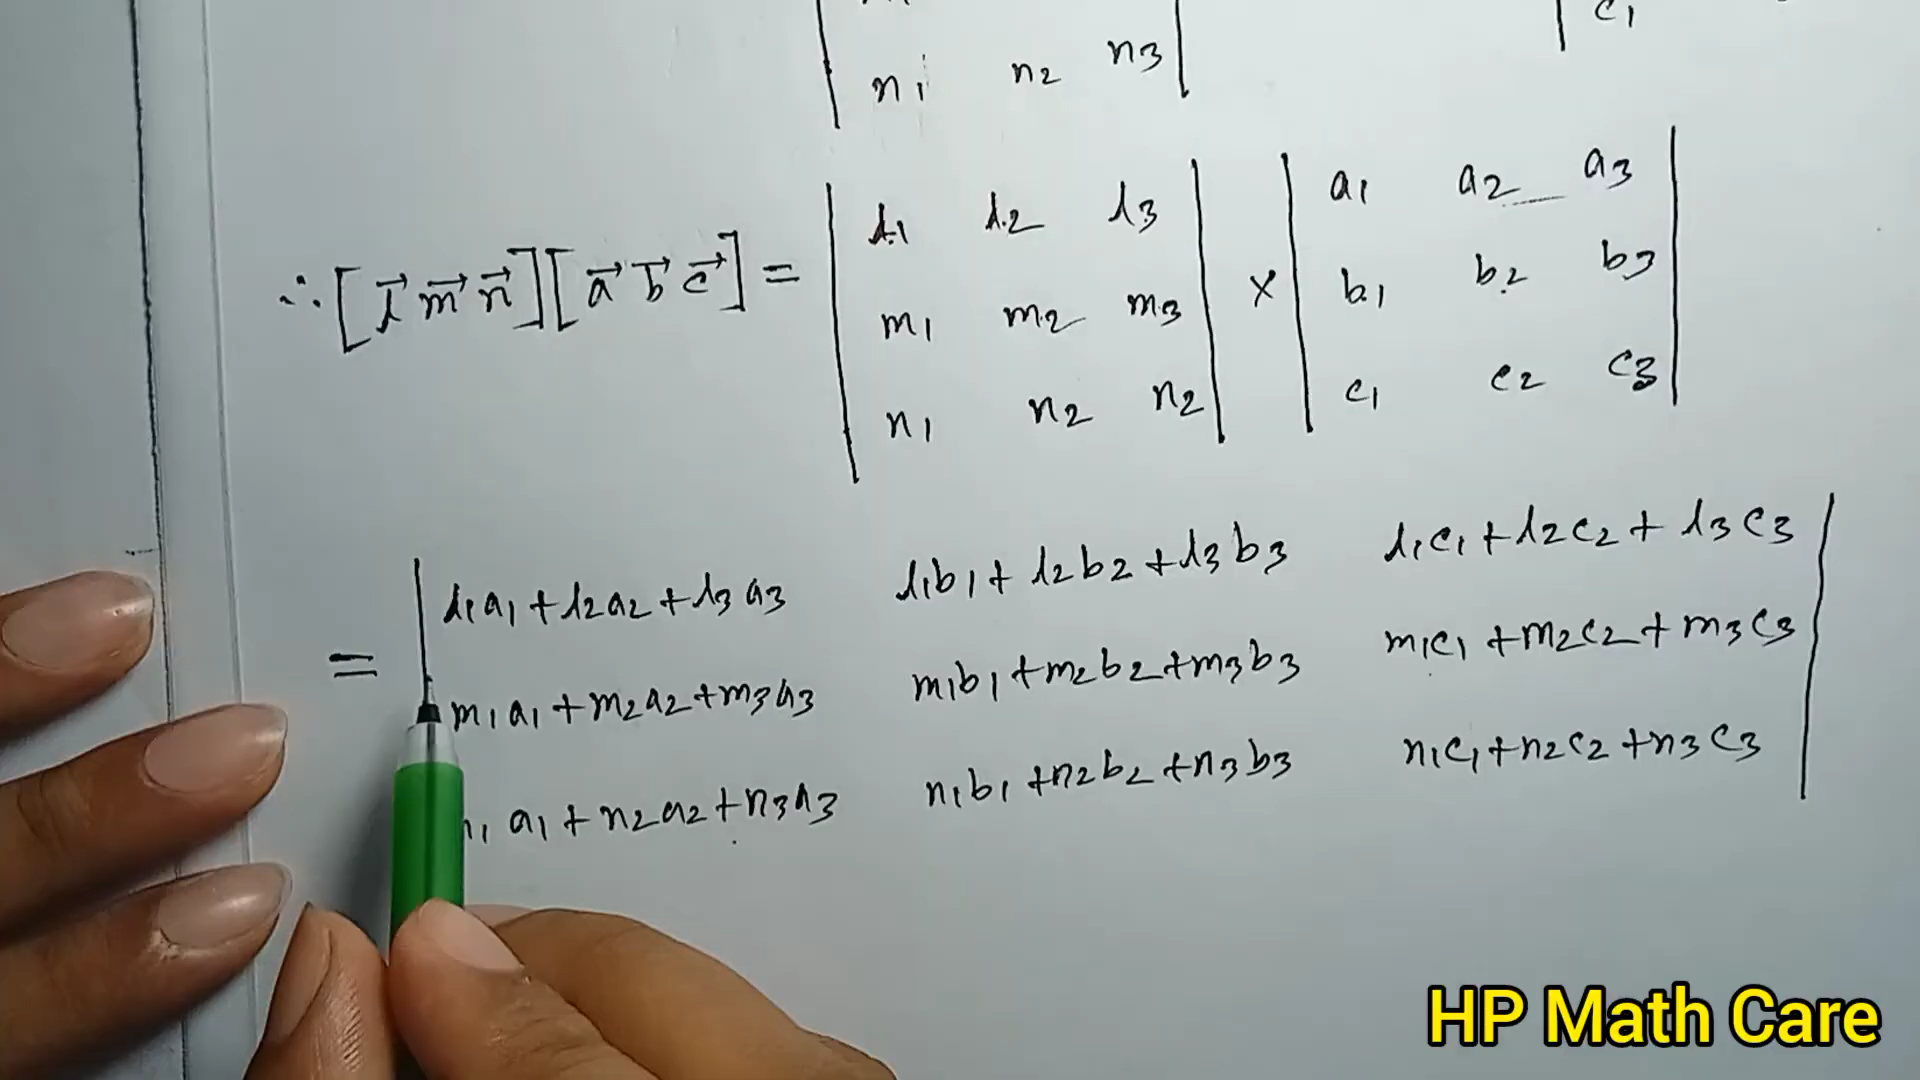 n1 n2 n3 c1
∴ [l⃗ m⃗ n⃗][a⃗ b⃗ c⃗] = | l1 l2 l3 | × | a1 a2 a3 |
| m1 m2 m3 | | b1 b2 b3 |
| n1 n2 n2 | | c1 c2 c3 |
= | l1a1 + l2a2 + l3a3 l1b1 + l2b2 + l3b3 l1c1 + l2c2 + l3c3 |
m1a1 + m2a2 + m3a3 m1b1 + m2b2 + m3b3 m1c1 + m2c2 + m3c3
n1a1 + n2a2 + n3a3 n1b1 + n2b2 + n3b3 n1c1 + n2c2 + n3c3
HP Math Care